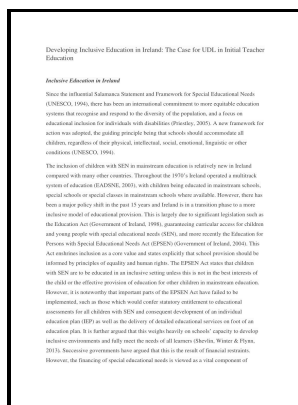 Developing Inclusive Education in Ireland: The Case for UDL in Initial Teacher
Education
Inclusive Education in Ireland
Since the influential Salamanca Statement and Framework for Special Educational Needs
(UNESCO, 1994), there has been an international commitment to more equitable education
systems that recognise and respond to the diversity of the population, and a focus on
educational inclusion for individuals with disabilities (Priestley, 2005). A new framework for
action was adopted, the guiding principle being that schools should accommodate all
children, regardless of their physical, intellectual, social, emotional, linguistic or other
conditions (UNESCO, 1994).
The inclusion of children with SEN in mainstream education is relatively new in Ireland
compared with many other countries. Throughout the 1970's Ireland operated a multitrack
system of education (EADSNE, 2003), with children being educated in mainstream schools,
special schools or special classes in mainstream schools where available. However, there has
been a major policy shift in the past 15 years and Ireland is in a transition phase to a more
inclusive model of educational provision. This is largely due to significant legislation such as
the Education Act (Government of Ireland, 1998), guaranteeing curricular access for children
and young people with special educational needs (SEN), and more recently the Education for
Persons with Special Educational Needs Act (EPSEN) (Government of Ireland, 2004). This
Act enshrines inclusion as a core value and states explicitly that school provision should be
informed by principles of equality and human rights. The EPSEN Act states that children
with SEN are to be educated in an inclusive setting unless this is not in the best interests of
the child or the effective provision of education for other children in mainstream education.
However, it is noteworthy that important parts of the EPSEN Act have failed to be
implemented, such as those which would confer statutory entitlement to educational
assessments for all children with SEN and consequent development of an individual
education plan (IEP) as well as the delivery of detailed educational services on foot of an
education plan. It is further argued that this weighs heavily on schools' capacity to develop
inclusive environments and fully meet the needs of all learners (Shevlin, Winter & Flynn,
2013). Successive governments have argued that this is the result of financial restraints.
However, the financing of special educational needs is viewed as a vital component of